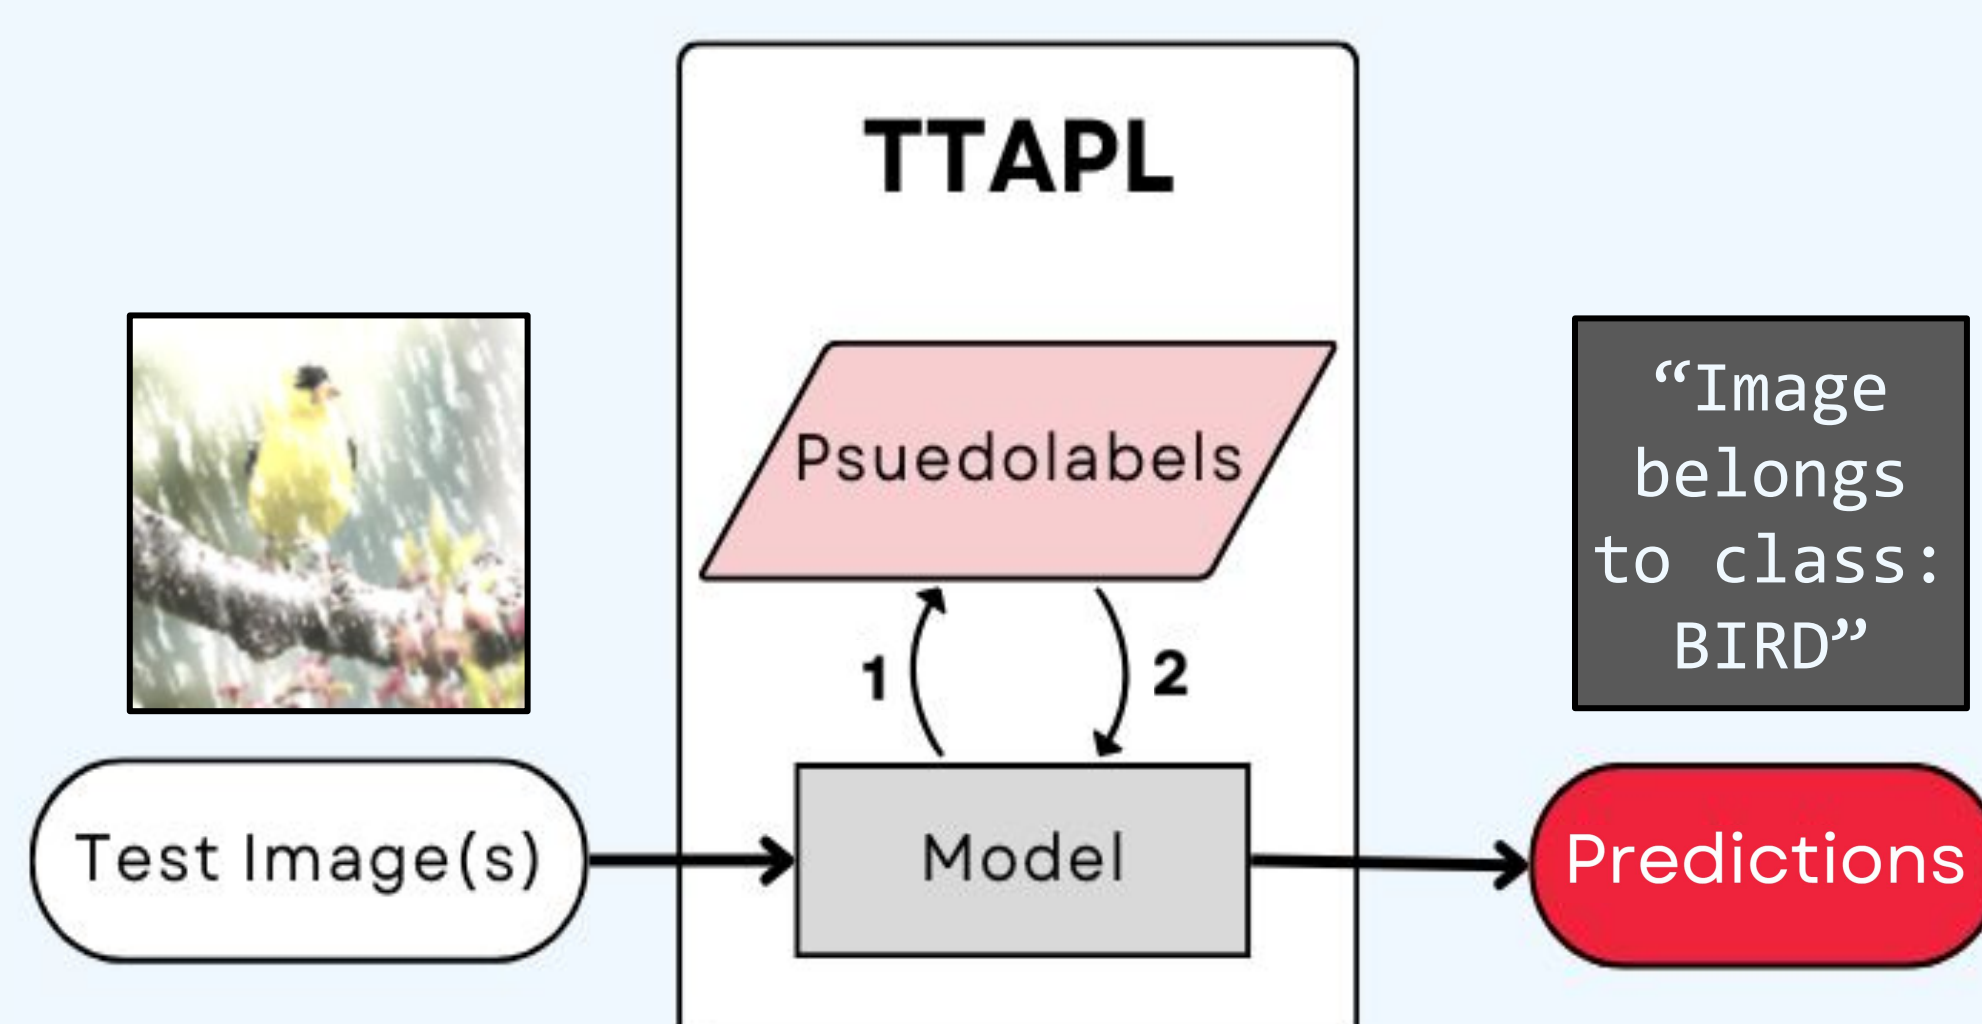 TTAPL
Psuedolabels
1
2
Test Image(s)
Model
“Image
belongs
to class:
BIRD”
Predictions